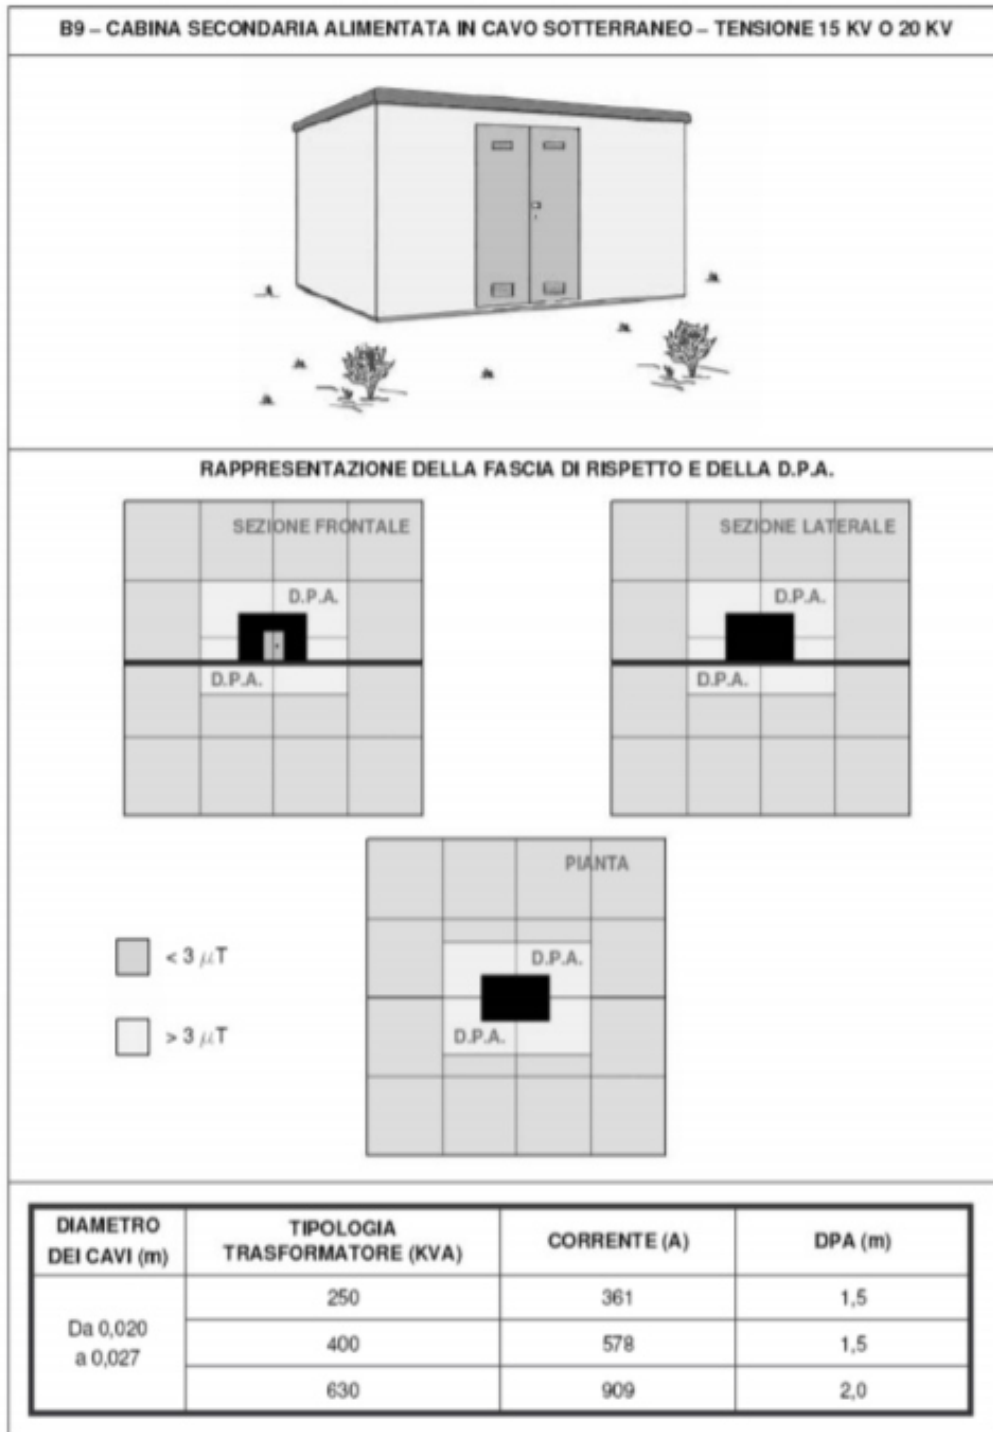 B9 – CABINA SECONDARIA ALIMENTATA IN CAVO SOTTERRANEO – TENSIONE 15 KV O 20 KV
RAPPRESENTAZIONE DELLA FASCIA DI RISPETTO E DELLA D.P.A.
SEZIONE FRONTALE
D.P.A.
D.P.A.
SEZIONE LATERALE
D.P.A.
D.P.A.
PIANTA
D.P.A.
D.P.A.
< 3 μT
> 3 μT
DIAMETRO
DEI CAVI (m)
TIPOLOGIA
TRASFORMATORE (KVA)
CORRENTE (A)
DPA (m)
Da 0,020
a 0,027
250
361
1,5
400
578
1,5
630
909
2,0